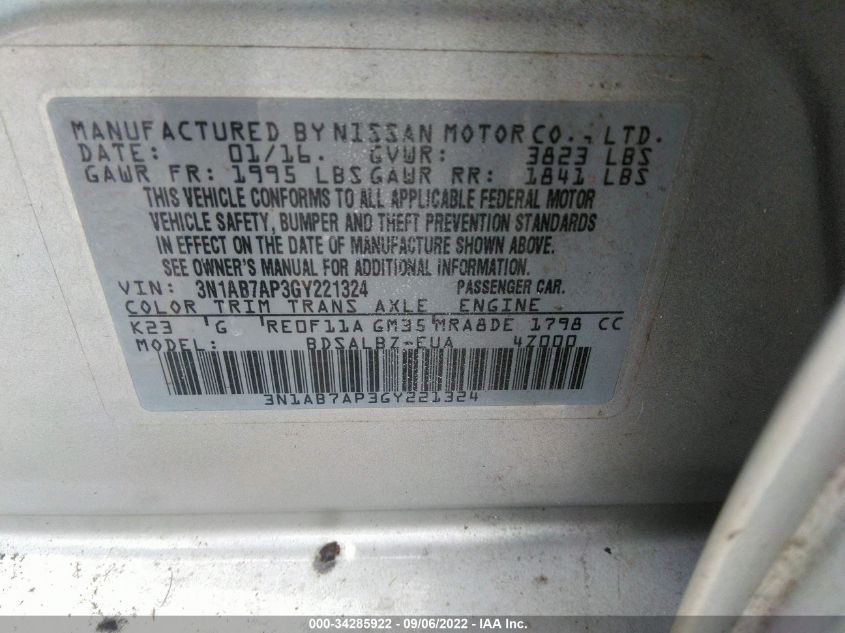 MANUFACTURED BY NISSAN MOTOR CO., LTD.
DATE: 01/16. GVWR: 3823 LBS
GAWR FR: 1995 LBS GAWR RR: 1841 LBS
THIS VEHICLE CONFORMS TO ALL APPLICABLE FEDERAL MOTOR
VEHICLE SAFETY, BUMPER AND THEFT PREVENTION STANDARDS
IN EFFECT ON THE DATE OF MANUFACTURE SHOWN ABOVE.
SEE OWNER'S MANUAL FOR ADDITIONAL INFORMATION.
VIN: 3N1AB7AP3GY221324 PASSENGER CAR.
COLOR TRIM TRANS AXLE ENGINE
K23 G RE0F11A GM35 MRA8DE 1798 CC
MODEL: BDSALBZ-EUA 4Z000
3N1AB7AP3GY221324
000-34285922 - 09/06/2022 - IAA Inc.